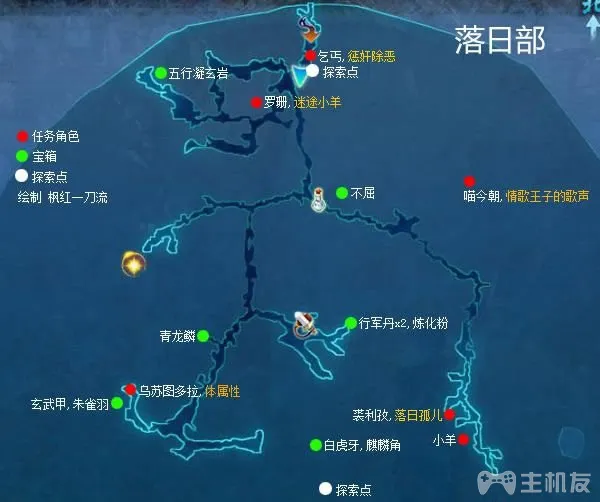 北
落日部
乞丐, 惩奸除恶
五行凝玄岩
探索点
罗珊, 迷途小羊
任务角色
宝箱
探索点
绘制 枫红一刀流
不屈
喵今朝, 情歌王子的歌声
行军丹x2, 炼化粉
青龙鳞
乌苏图多拉, 体属性
玄武甲, 朱雀羽
裘利孜, 落日孤儿
小羊
白虎牙, 麒麟角
探索点
主机友